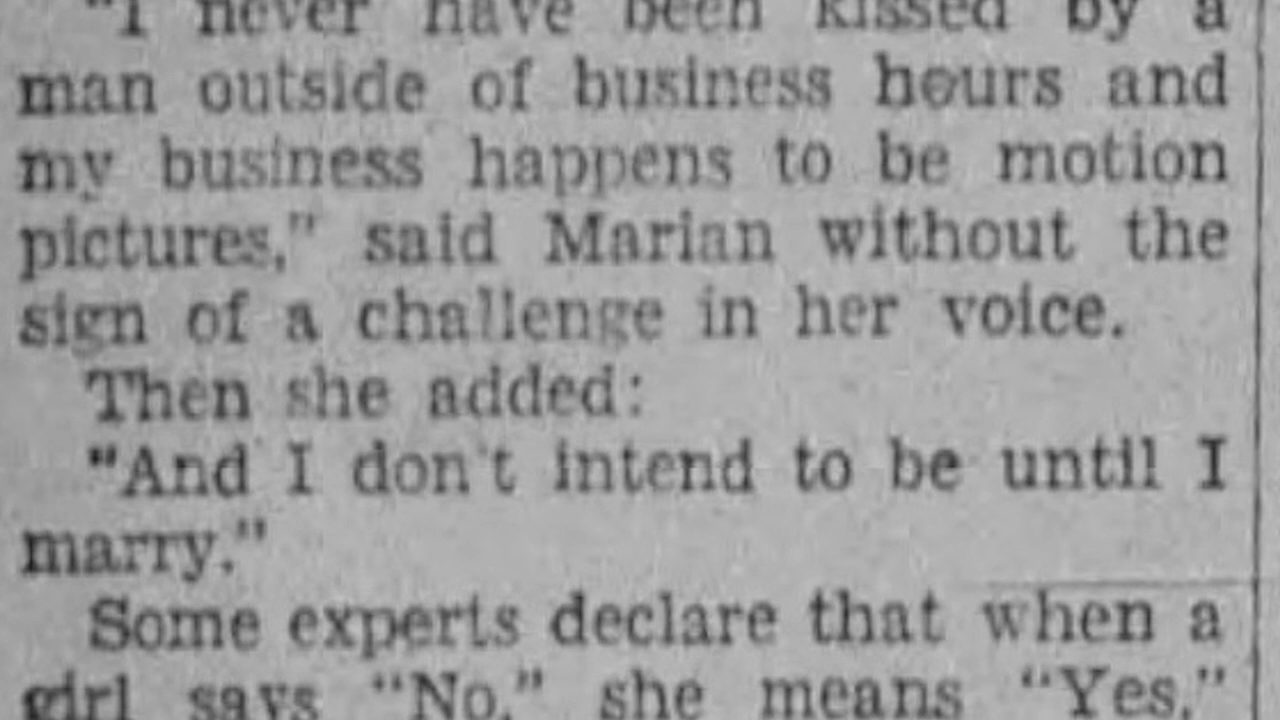 "I never have been kissed by a
man outside of business hours and
my business happens to be motion
pictures," said Marian without the
sign of a challenge in her voice.
Then she added:
"And I don't intend to be until I
marry."
Some experts declare that when a
girl says "No," she means "Yes."